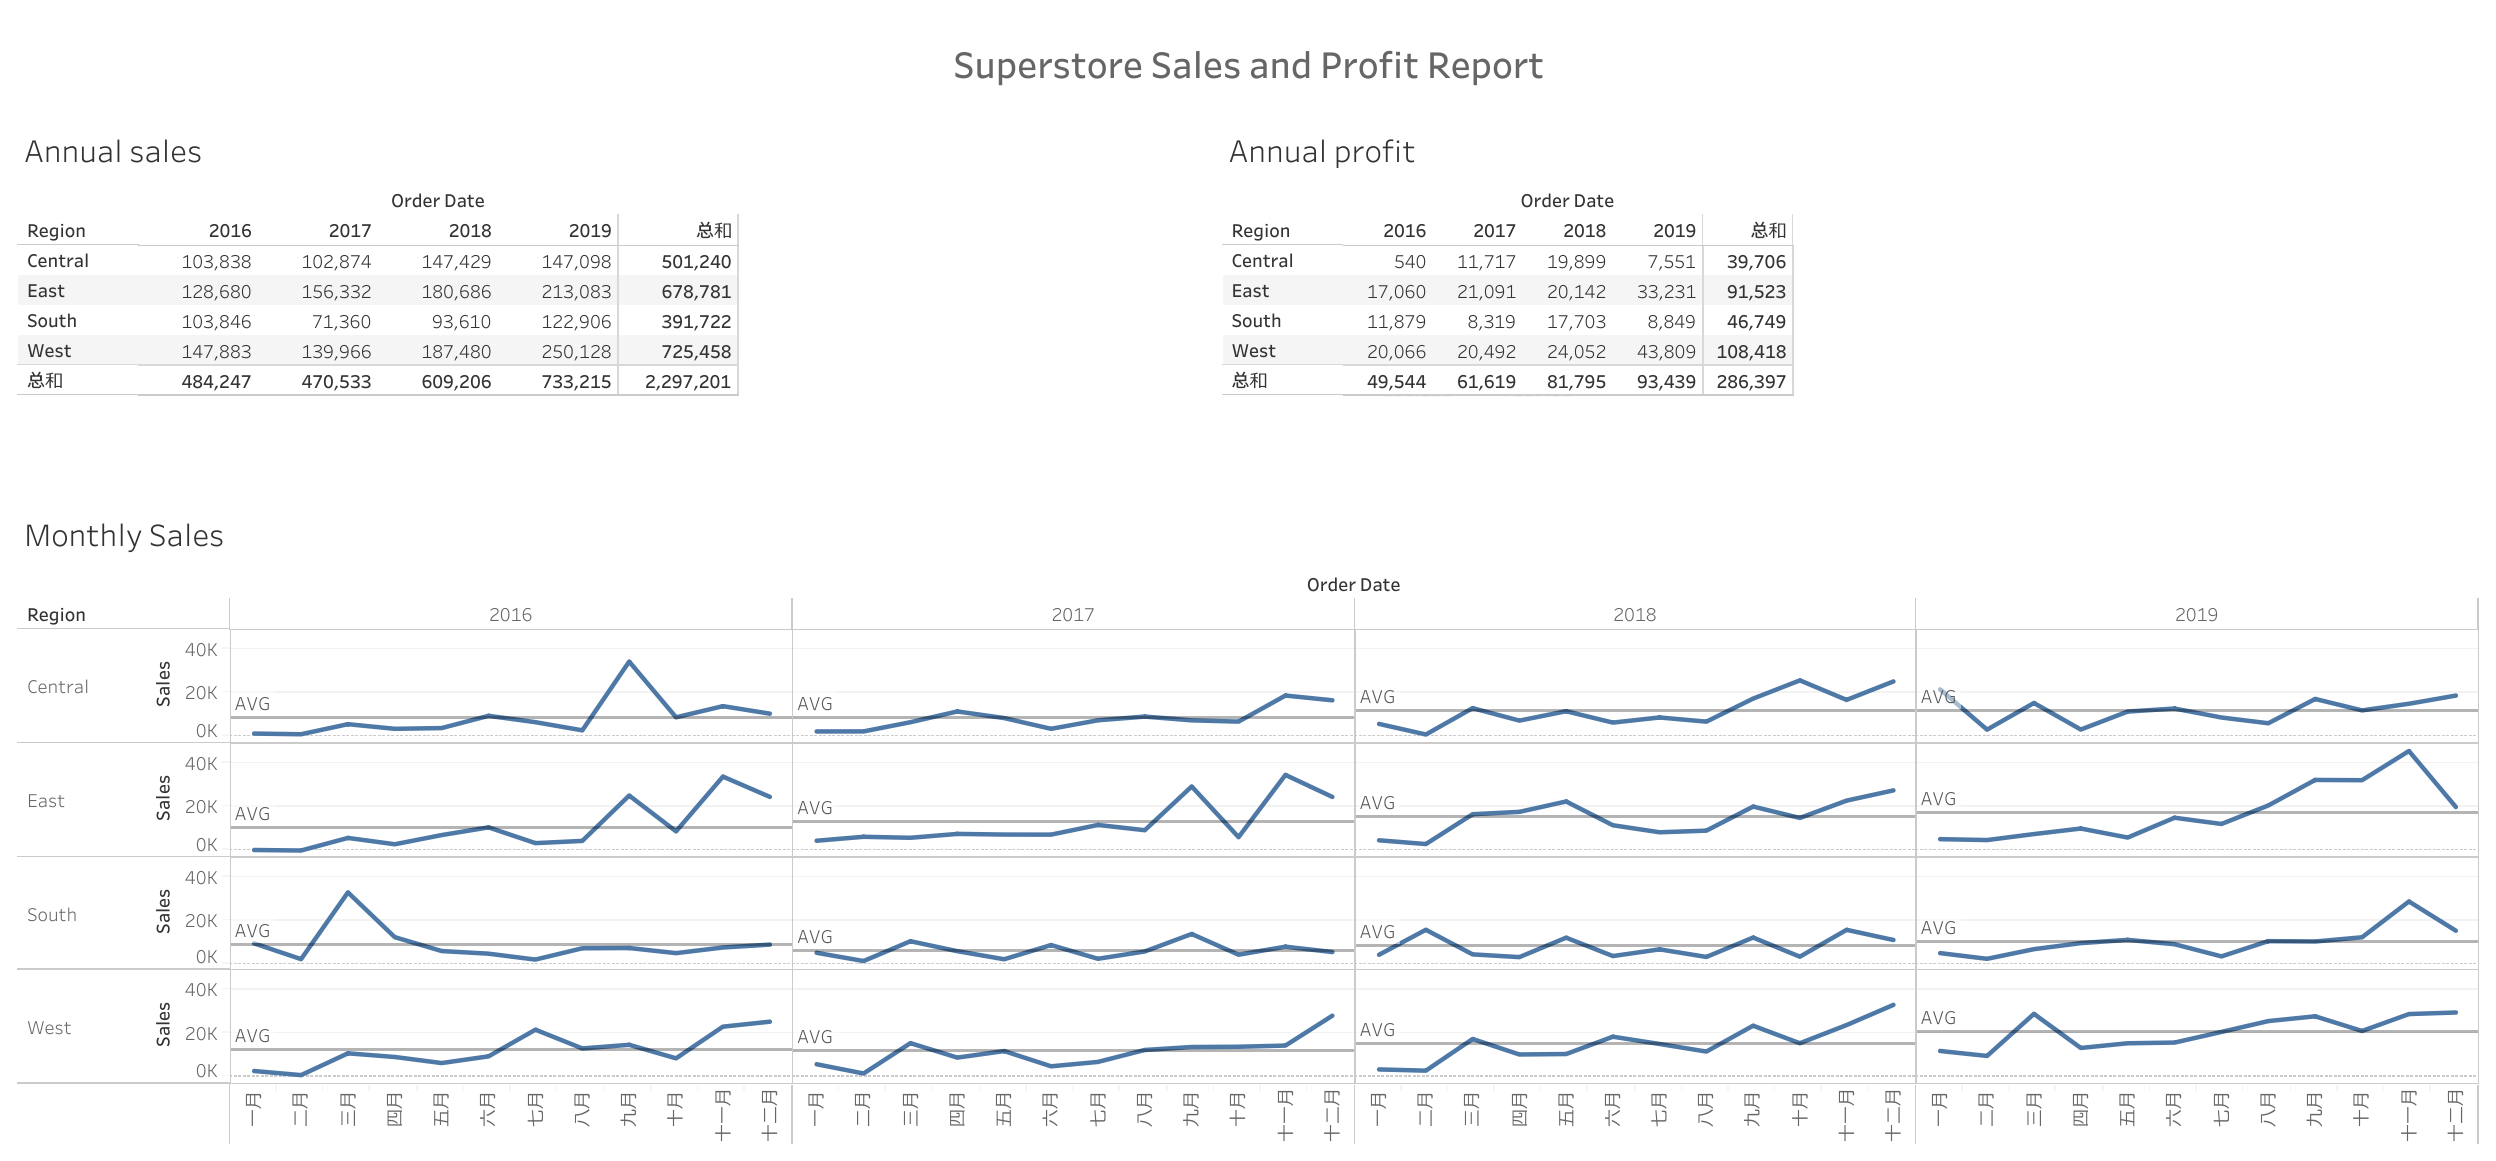 Superstore Sales and Profit Report
Annual sales
Order Date
Region 2016 2017 2018 2019 总和
Central 103,838 102,874 147,429 147,098 501,240
East 128,680 156,332 180,686 213,083 678,781
South 103,846 71,360 93,610 122,906 391,722
West 147,883 139,966 187,480 250,128 725,458
总和 484,247 470,533 609,206 733,215 2,297,201
Annual profit
Order Date
Region 2016 2017 2018 2019 总和
Central 540 11,717 19,899 7,551 39,706
East 17,060 21,091 20,142 33,231 91,523
South 11,879 8,319 17,703 8,849 46,749
West 20,066 20,492 24,052 43,809 108,418
总和 49,544 61,619 81,795 93,439 286,397
Monthly Sales
Order Date
Region 2016 2017 2018 2019
Central
Sales
40K
20K
0K
AVG AVG AVG AVG
East
Sales
40K
20K
0K
AVG AVG AVG AVG
South
Sales
40K
20K
0K
AVG AVG AVG AVG
West
Sales
40K
20K
0K
AVG AVG AVG AVG
一月 二月 三月 四月 五月 六月 七月 八月 九月 十月 十一月 十二月 一月 二月 三月 四月 五月 六月 七月 八月 九月 十月 十一月 十二月 一月 二月 三月 四月 五月 六月 七月 八月 九月 十月 十一月 十二月 一月 二月 三月 四月 五月 六月 七月 八月 九月 十月 十一月 十二月